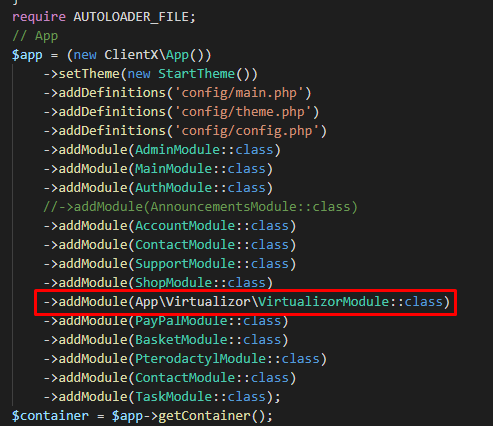 require AUTOLOADER_FILE;
// App
$app = (new ClientX\App())
->setTheme(new StartTheme())
->addDefinitions('config/main.php')
->addDefinitions('config/theme.php')
->addDefinitions('config/config.php')
->addModule(AdminModule::class)
->addModule(MainModule::class)
->addModule(AuthModule::class)
//->addModule(AnnouncementsModule::class)
->addModule(AccountModule::class)
->addModule(ContactModule::class)
->addModule(SupportModule::class)
->addModule(ShopModule::class)
->addModule(App\Virtualizor\VirtualizorModule::class)
->addModule(PayPalModule::class)
->addModule(BasketModule::class)
->addModule(PterodactylModule::class)
->addModule(ContactModule::class)
->addModule(TaskModule::class);
$container = $app->getContainer();